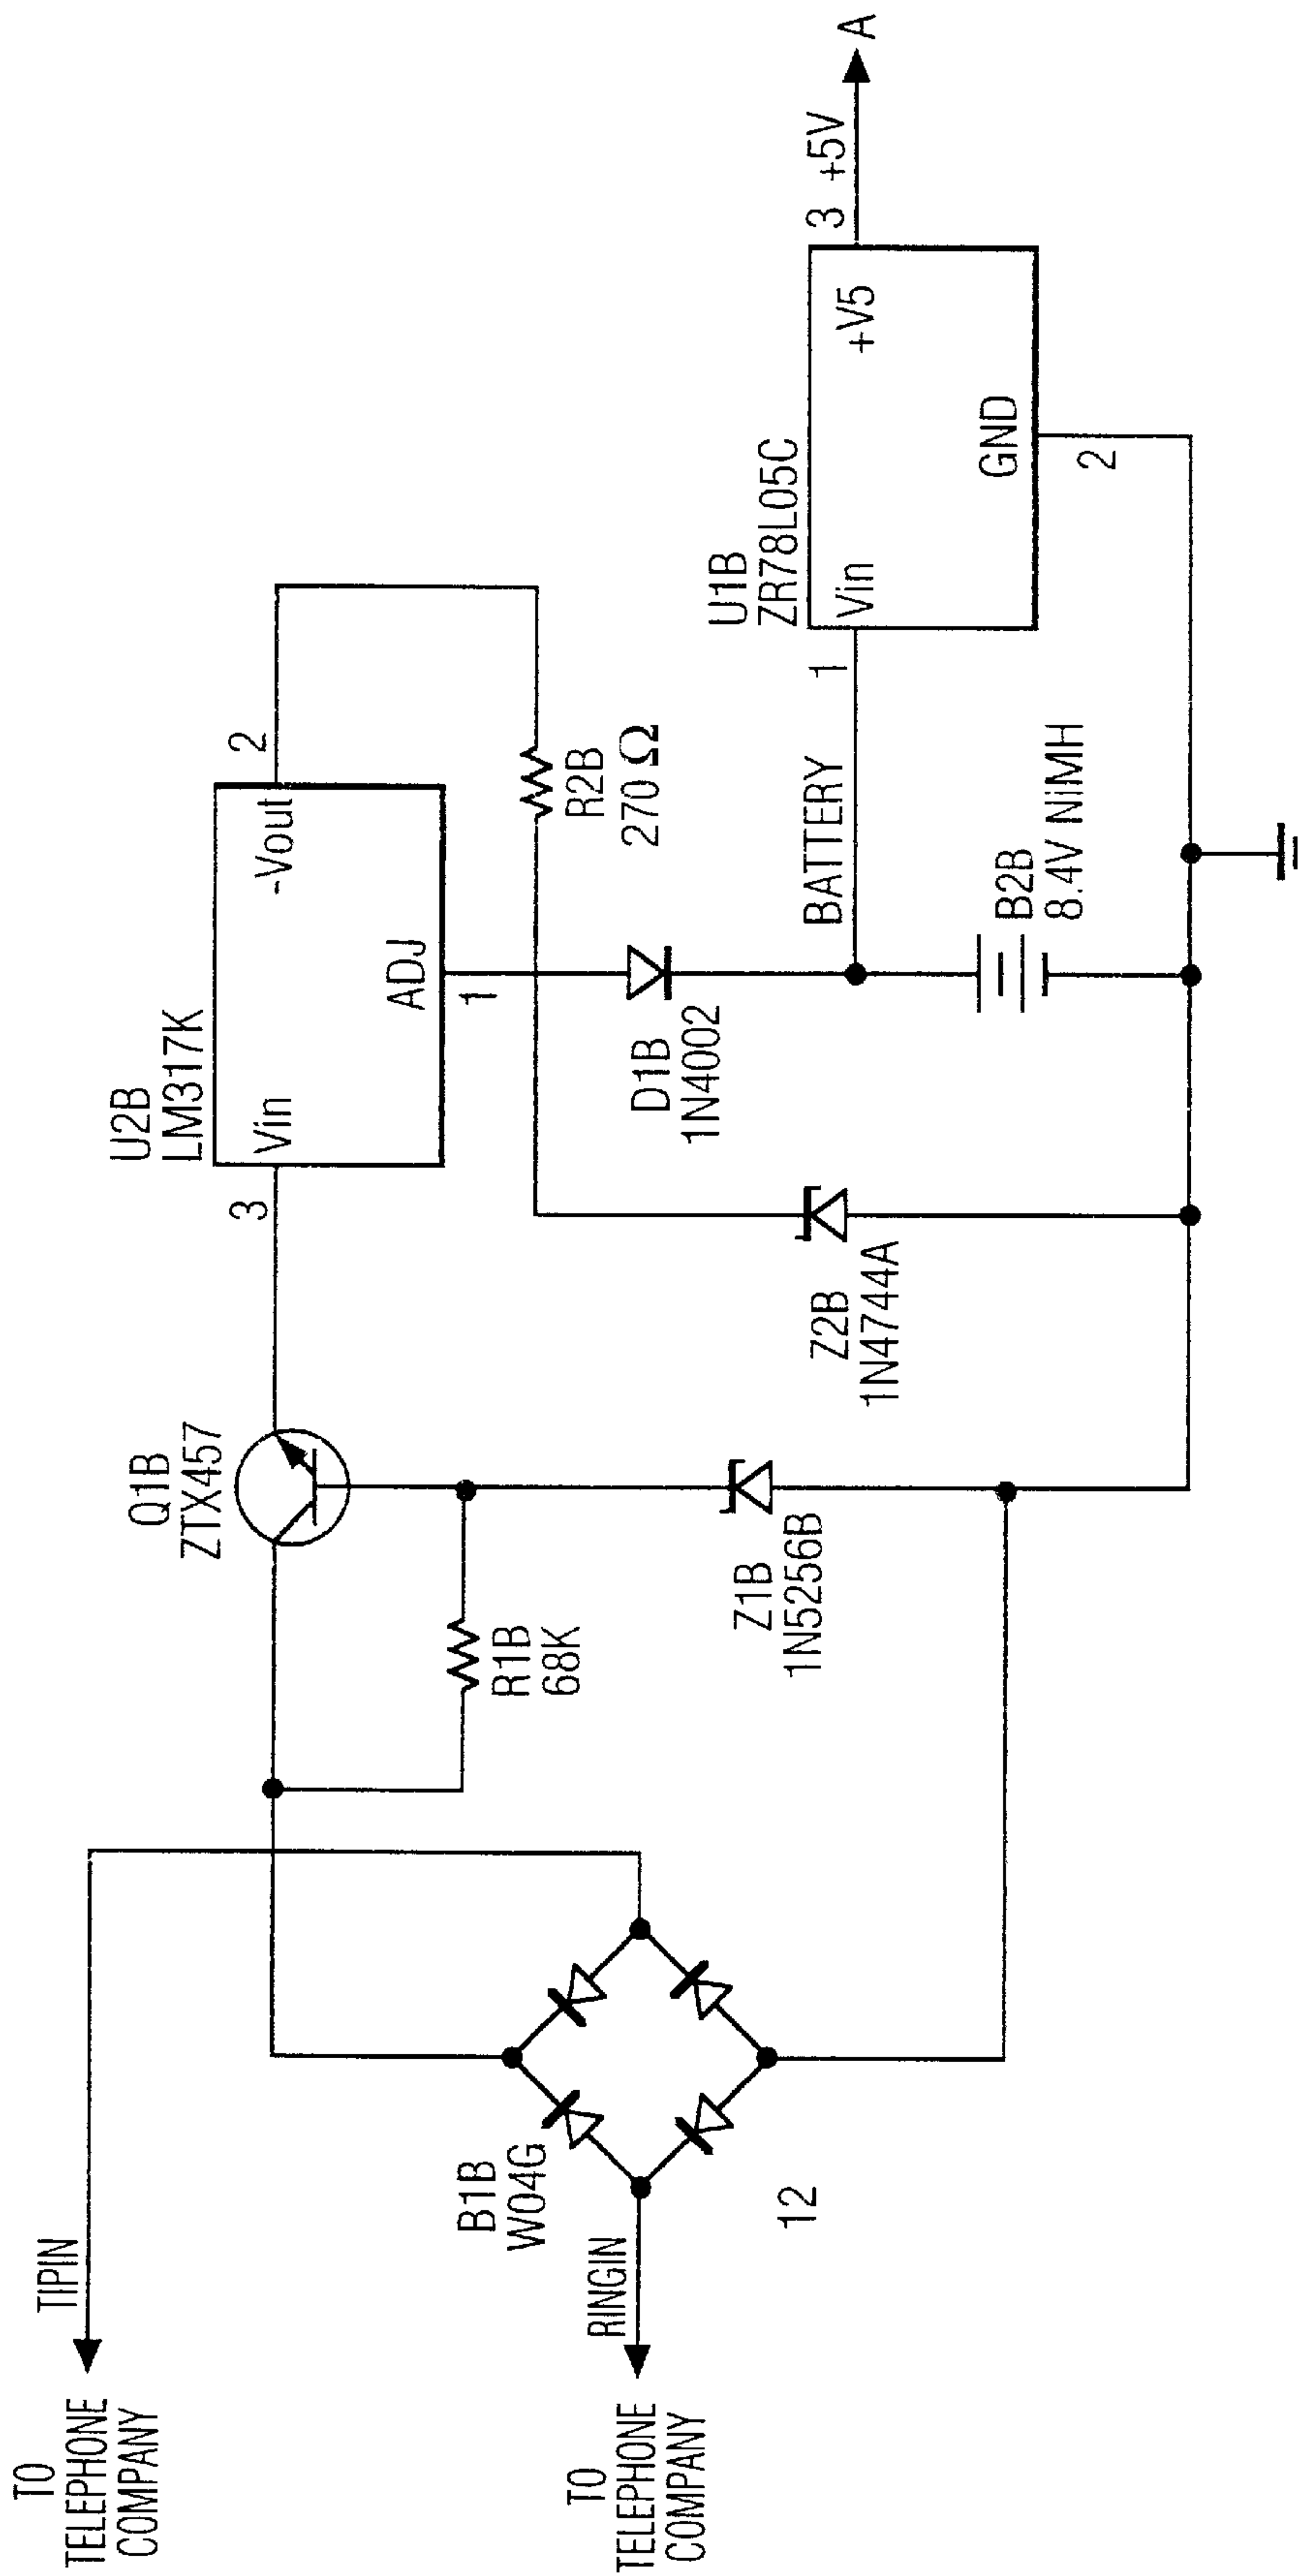 TO
TELEPHONE
COMPANY
TIPIN
TO
TELEPHONE
COMPANY
RINGIN
B1B
W04G
12
R1B
68K
Q1B
ZTX457
Z1B
1N5256B
Z2B
1N4744A
U2B
LM317K
3
Vin
-Vout
2
ADJ
1
D1B
1N4002
R2B
270 Ω
BATTERY
B2B
8.4V NiMH
U1B
ZR78L05C
1
Vin
+V5
GND
2
3
+5V
A